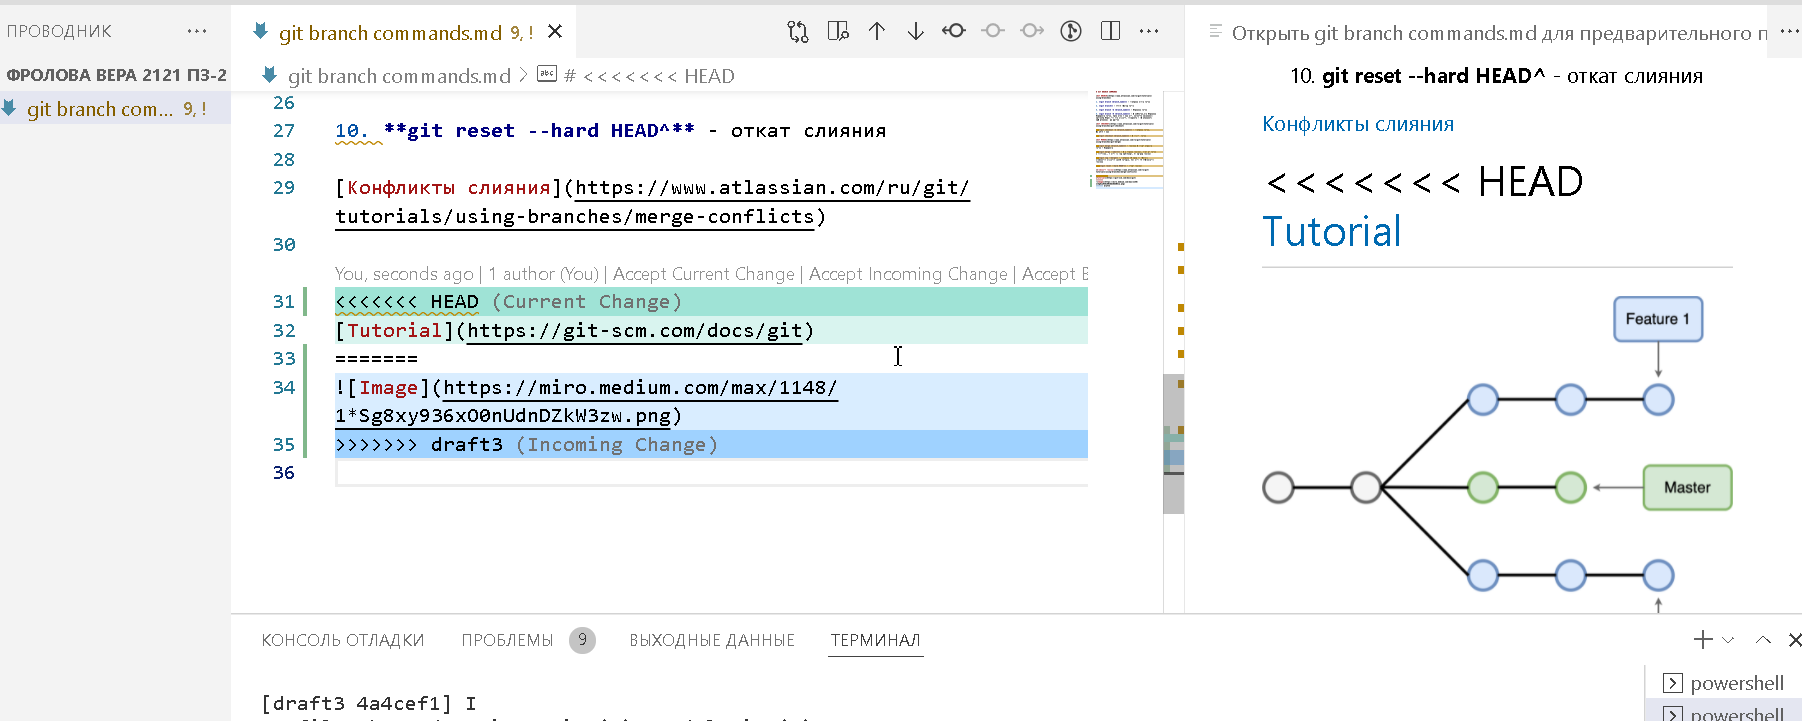 ПРОВОДНИК
ФРОЛОВА ВЕРА 2121 ПЗ-2
git branch com... 9, !
git branch commands.md 9, !
git branch commands.md > # <<<<<<< HEAD
26
27 10. **git reset --hard HEAD^** - откат слияния
28
29 [Конфликты слияния](https://www.atlassian.com/ru/git/
tutorials/using-branches/merge-conflicts)
30
You, seconds ago | 1 author (You) | Accept Current Change | Accept Incoming Change | Accept B
31 <<<<<<< HEAD (Current Change)
32 [Tutorial](https://git-scm.com/docs/git)
33 =======
34 ![Image](https://miro.medium.com/max/1148/
1*Sg8xy936xO0nUdnDZkW3zw.png)
35 >>>>>>> draft3 (Incoming Change)
36
Открыть git branch commands.md для предварительного п
10. git reset --hard HEAD^ - откат слияния
Конфликты слияния
<<<<<<< HEAD
Tutorial
Feature 1
Master
КОНСОЛЬ ОТЛАДКИ ПРОБЛЕМЫ 9 ВЫХОДНЫЕ ДАННЫЕ ТЕРМИНАЛ
[draft3 4a4cef1] I
powershell
powershell